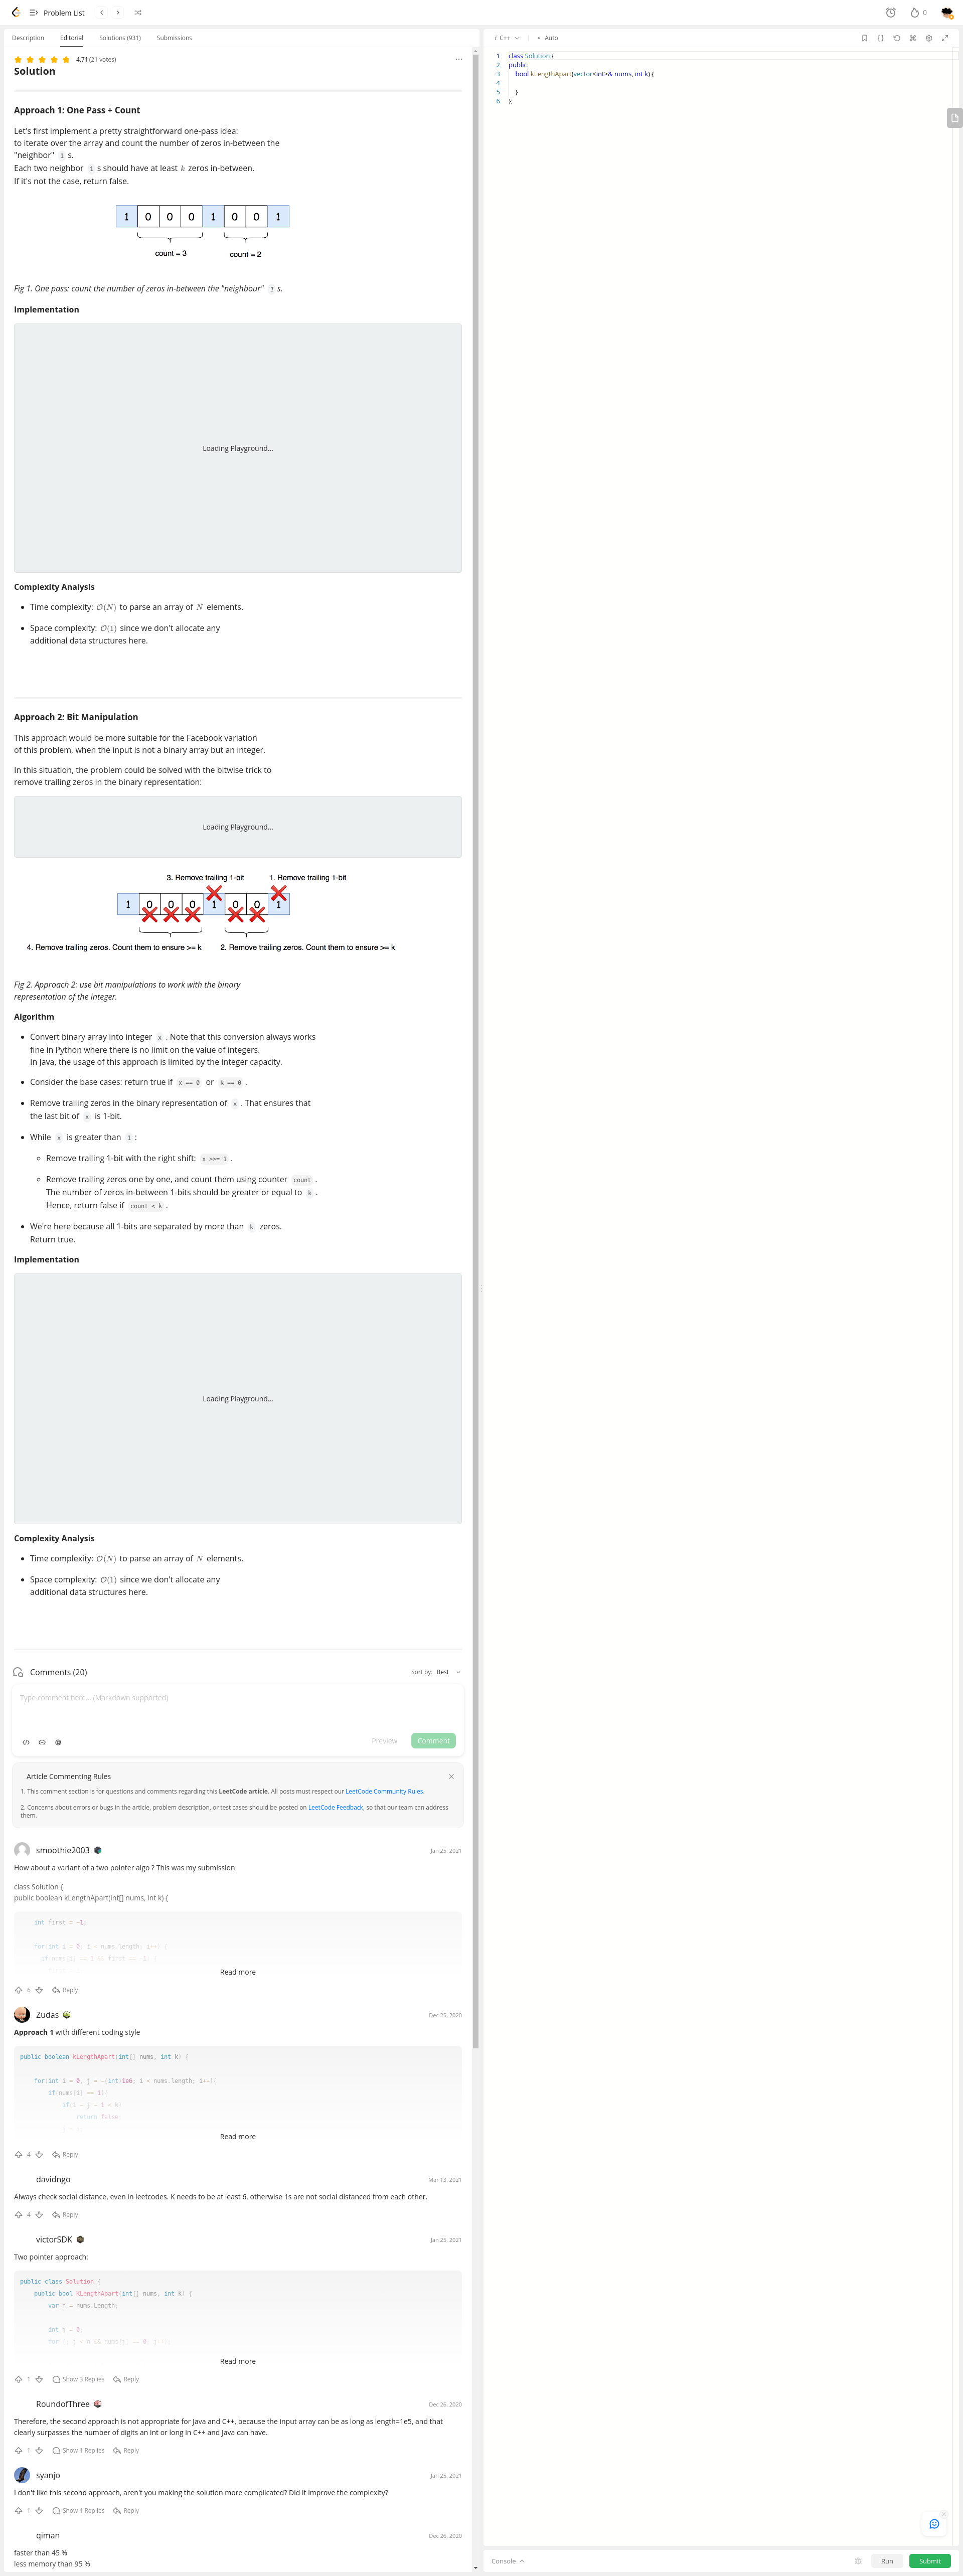 Problem List
0
Description Editorial Solutions (931) Submissions
4.71 (21 votes)
Solution
Approach 1: One Pass + Count
Let's first implement a pretty straightforward one-pass idea:
to iterate over the array and count the number of zeros in-between the
"neighbor" 1 s.
Each two neighbor 1 s should have at least k zeros in-between.
If it's not the case, return false.
1 0 0 0 1 0 0 1
count = 3 count = 2
Fig 1. One pass: count the number of zeros in-between the "neighbour" 1 s.
Implementation
Loading Playground...
Complexity Analysis
• Time complexity: O(N) to parse an array of N elements.
• Space complexity: O(1) since we don't allocate any
additional data structures here.
Approach 2: Bit Manipulation
This approach would be more suitable for the Facebook variation
of this problem, when the input is not a binary array but an integer.
In this situation, the problem could be solved with the bitwise trick to
remove trailing zeros in the binary representation:
Loading Playground...
3. Remove trailing 1-bit 1. Remove trailing 1-bit
1 0 0 0 1 0 0 1
4. Remove trailing zeros. Count them to ensure >= k 2. Remove trailing zeros. Count them to ensure >= k
Fig 2. Approach 2: use bit manipulations to work with the binary
representation of the integer.
Algorithm
• Convert binary array into integer x . Note that this conversion always works
fine in Python where there is no limit on the value of integers.
In Java, the usage of this approach is limited by the integer capacity.
• Consider the base cases: return true if x == 0 or k == 0 .
• Remove trailing zeros in the binary representation of x . That ensures that
the last bit of x is 1-bit.
• While x is greater than 1 :
Remove trailing 1-bit with the right shift: x >>= 1 .
Remove trailing zeros one by one, and count them using counter count .
The number of zeros in-between 1-bits should be greater or equal to k .
Hence, return false if count < k .
• We're here because all 1-bits are separated by more than k zeros.
Return true.
Implementation
Loading Playground...
Complexity Analysis
• Time complexity: O(N) to parse an array of N elements.
• Space complexity: O(1) since we don't allocate any
additional data structures here.
Comments (20) Sort by: Best
Type comment here... (Markdown supported)
Preview Comment
Article Commenting Rules
1. This comment section is for questions and comments regarding this LeetCode article. All posts must respect our LeetCode Community Rules.
2. Concerns about errors or bugs in the article, problem description, or test cases should be posted on LeetCode Feedback, so that our team can address
them.
smoothie2003 Jan 25, 2021
How about a variant of a two pointer algo ? This was my submission
class Solution {
public boolean kLengthApart(int[] nums, int k) {
int first = -1;
for(int i = 0; i < nums.length; i++) {
if(nums[i] == 1 && first == -1) {
Read more
6 Reply
Zudas Dec 25, 2020
Approach 1 with different coding style
public boolean kLengthApart(int[] nums, int k) {
for(int i = 0, j = -(int)1e6; i < nums.length; i++){
if(nums[i] == 1){
if(i - j - 1 < k)
return false;
Read more
4 Reply
davidngo Mar 13, 2021
Always check social distance, even in leetcodes. K needs to be at least 6, otherwise 1s are not social distanced from each other.
4 Reply
victorSDK Jan 25, 2021
Two pointer approach:
public class Solution {
public bool KLengthApart(int[] nums, int k) {
var n = nums.Length;
int j = 0;
for (; j < n && nums[j] == 0; j++);
Read more
1 Show 3 Replies Reply
RoundofThree Dec 26, 2020
Therefore, the second approach is not appropriate for Java and C++, because the input array can be as long as length=1e5, and that
clearly surpasses the number of digits an int or long in C++ and Java can have.
1 Show 1 Replies Reply
syanjo Jan 25, 2021
I don't like this second approach, aren't you making the solution more complicated? Did it improve the complexity?
1 Show 1 Replies Reply
qiman Dec 26, 2020
faster than 45 %
less memory than 95 %
i C++ • Auto
1 class Solution {
2 public:
3 bool kLengthApart(vector<int>& nums, int k) {
4
5 }
6 };
Console Run Submit